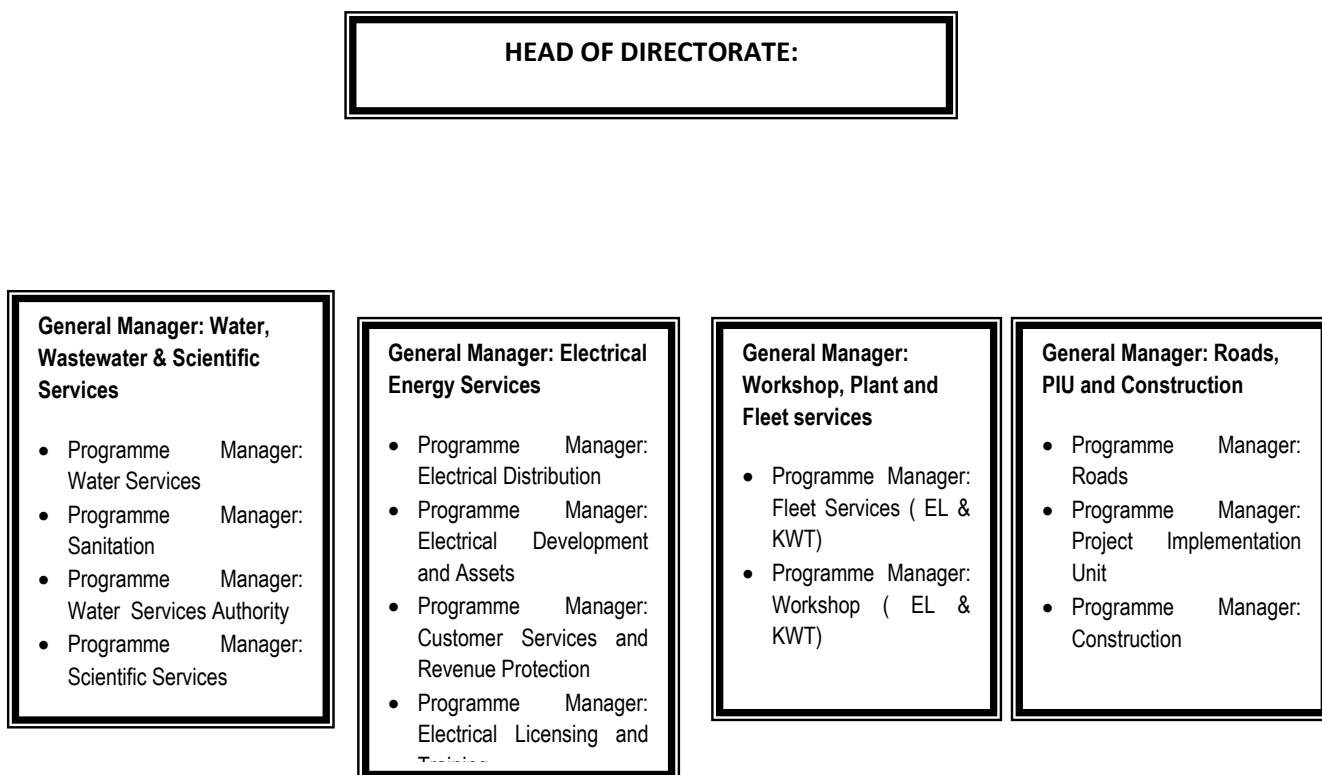 HEAD OF DIRECTORATE:
General Manager: Water,
Wastewater & Scientific
Services
• Programme Manager:
Water Services
• Programme Manager:
Sanitation
• Programme Manager:
Water Services Authority
• Programme Manager:
Scientific Services
General Manager: Electrical
Energy Services
• Programme Manager:
Electrical Distribution
• Programme Manager:
Electrical Development
and Assets
• Programme Manager:
Customer Services and
Revenue Protection
• Programme Manager:
Electrical Licensing and
General Manager:
Workshop, Plant and
Fleet services
• Programme Manager:
Fleet Services ( EL &
KWT)
• Programme Manager:
Workshop ( EL &
KWT)
General Manager: Roads,
PIU and Construction
• Programme Manager:
Roads
• Programme Manager:
Project Implementation
Unit
• Programme Manager:
Construction